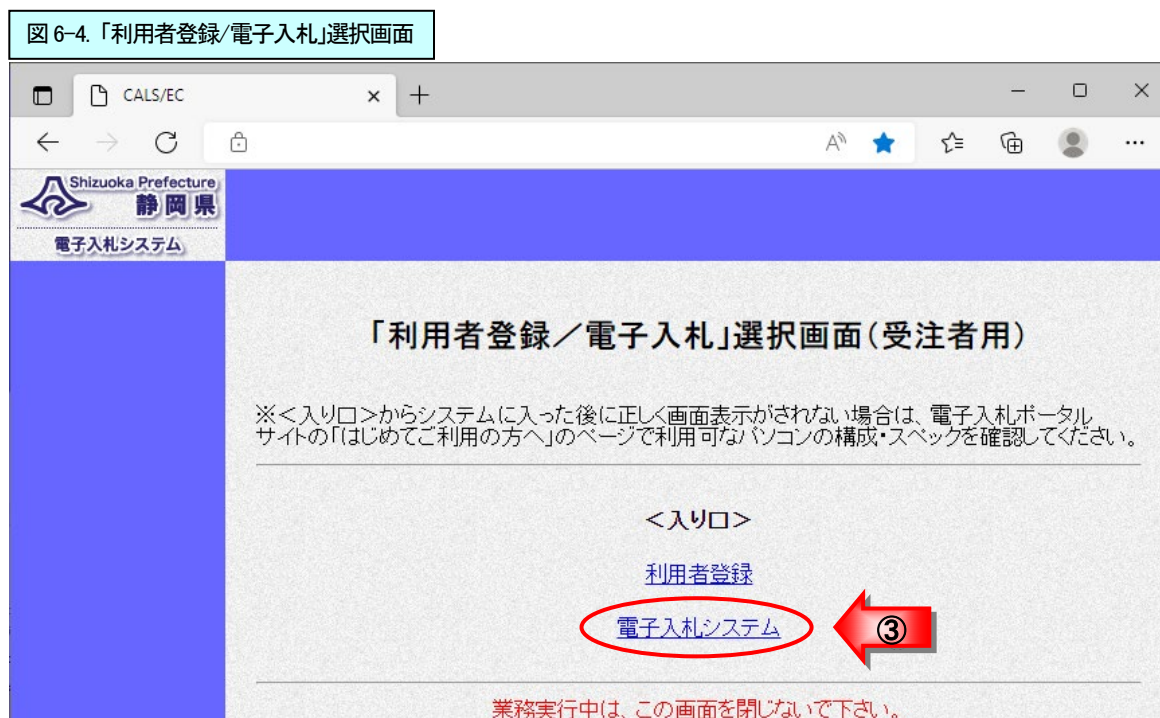 図 6-4. 「利用者登録/電子入札」選択画面
CALS/EC
Shizuoka Prefecture
静岡県
電子入札システム
「利用者登録／電子入札」選択画面(受注者用)
※＜入り口＞からシステムに入った後に正しく画面表示がされない場合は、電子入札ポータル
サイトの「はじめてご利用の方へ」のページで利用可なパソコンの構成・スペックを確認してください。
＜入り口＞
利用者登録
電子入札システム
③
業務実行中は、この画面を閉じないで下さい。